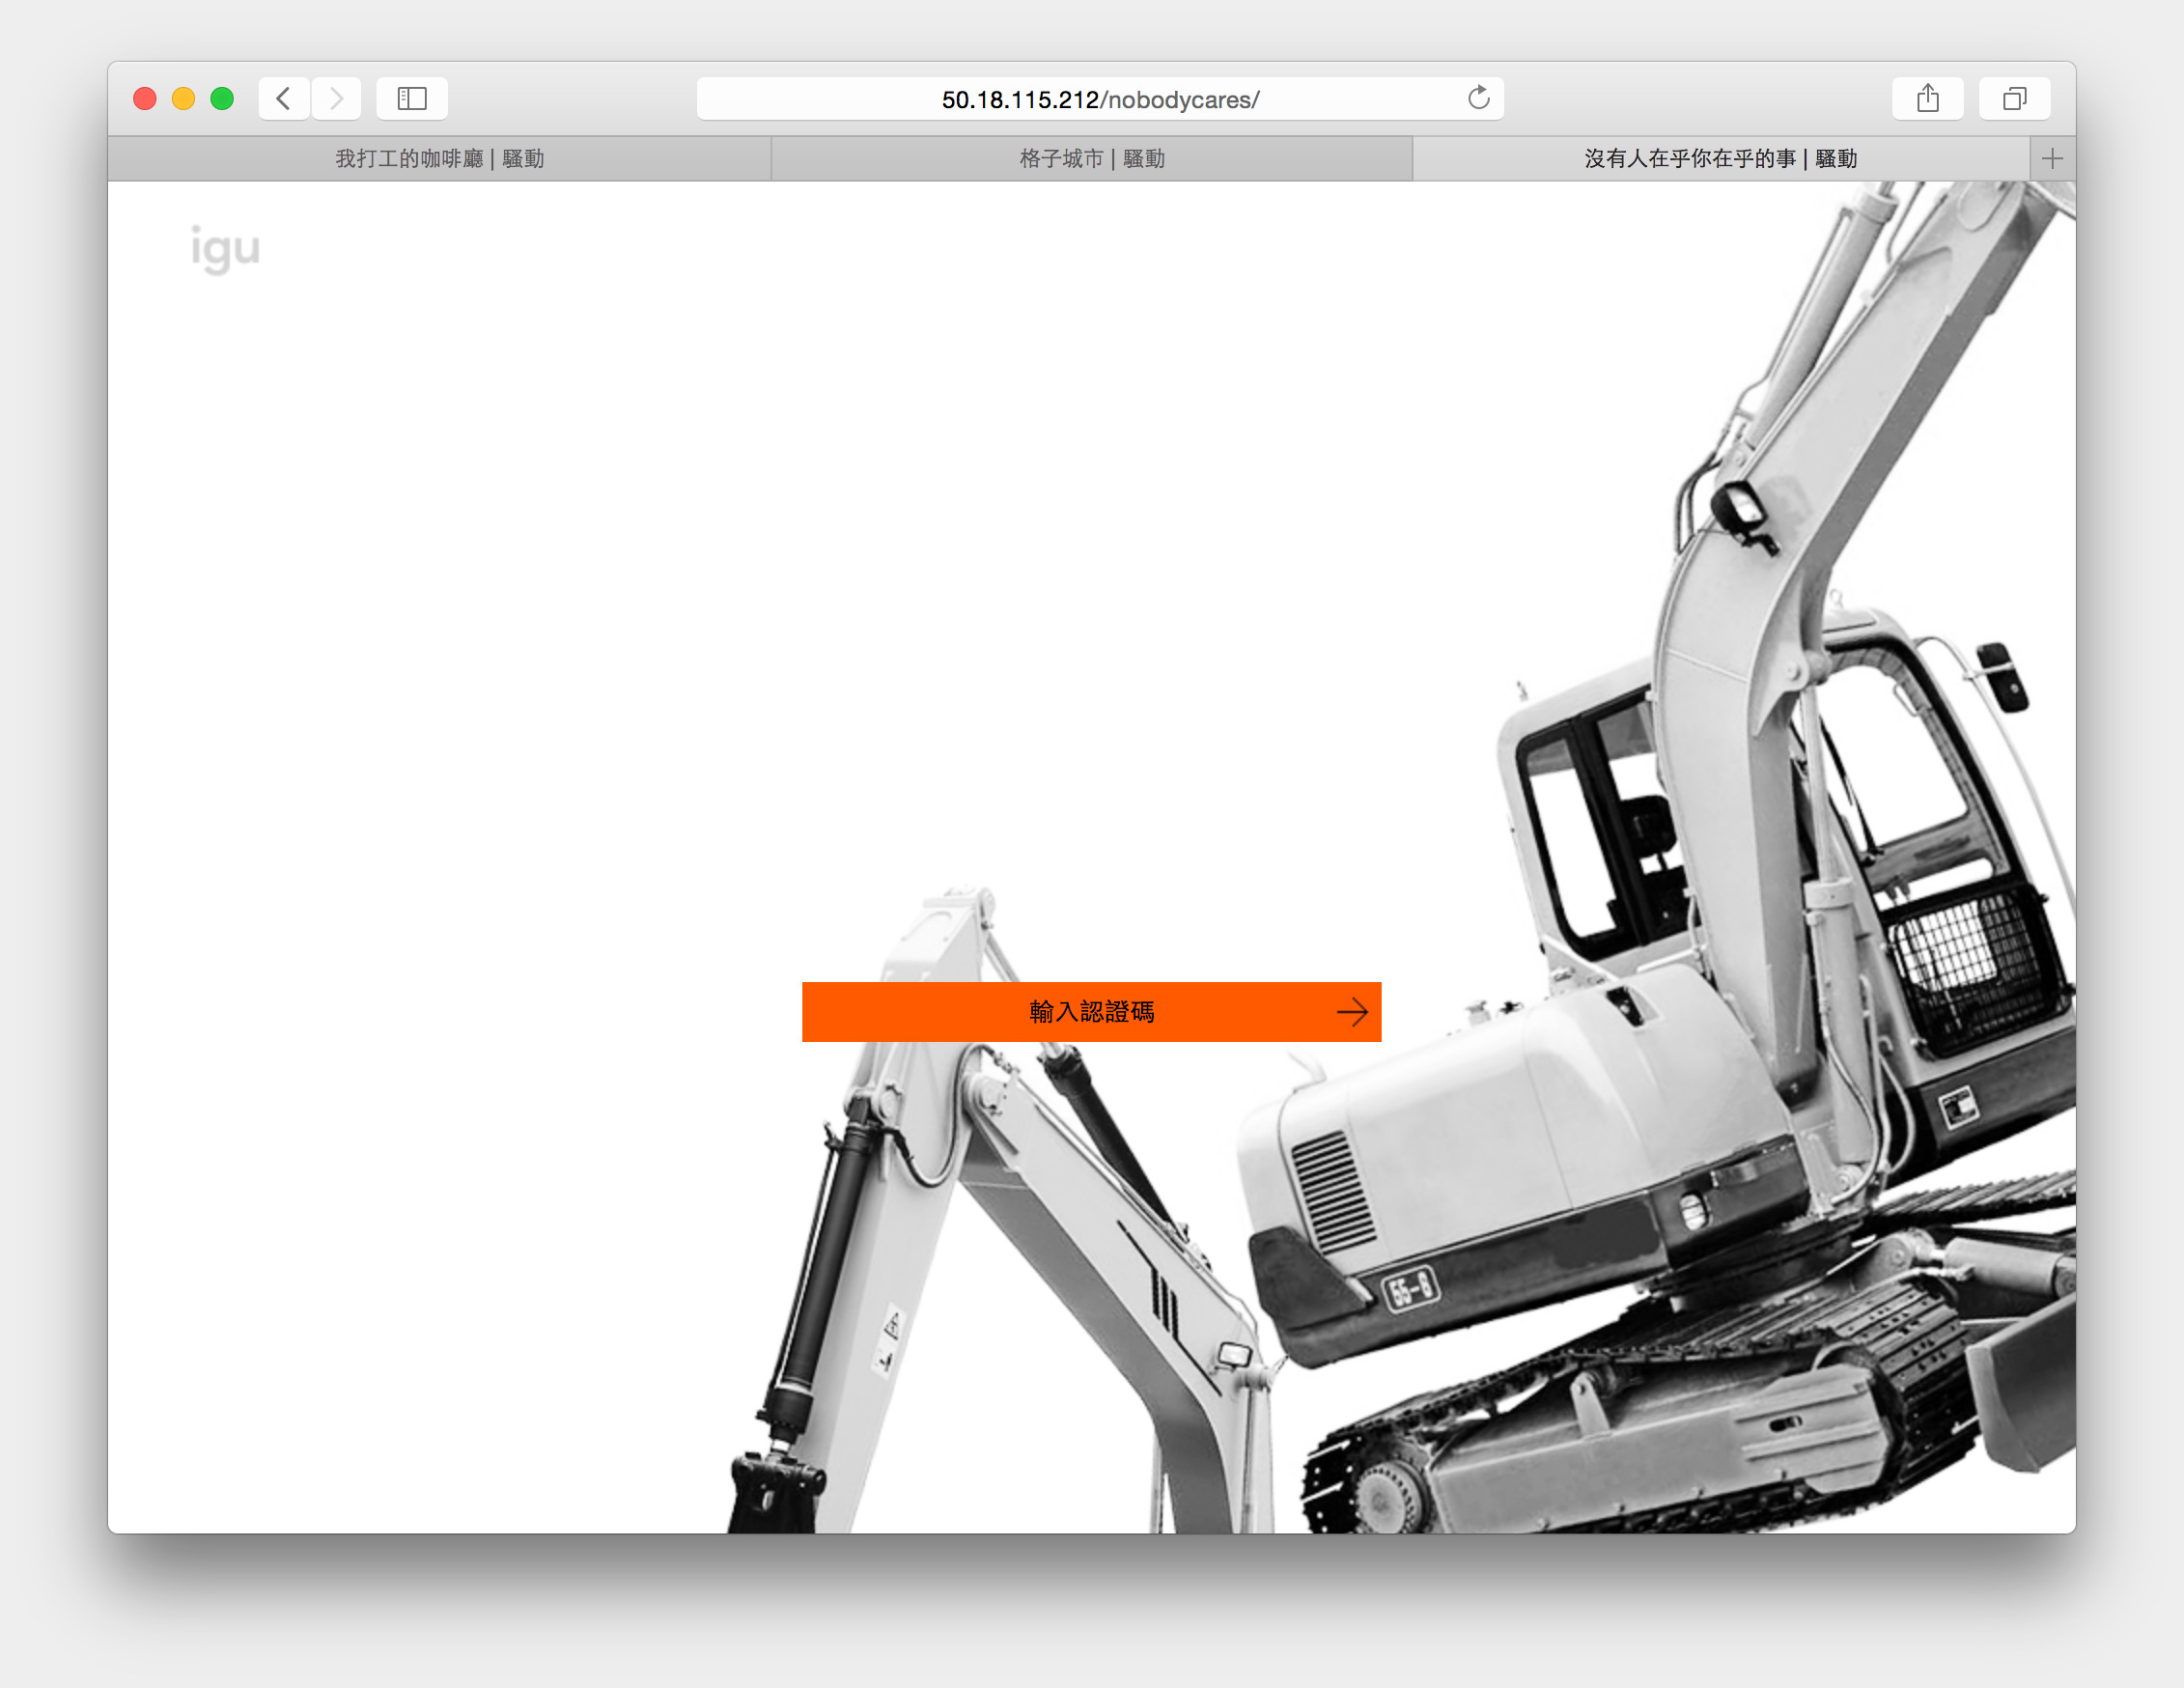 50.18.115.212/nobodycares/
我打工的咖啡廳 | 騷動
格子城市 | 騷動
沒有人在乎你在乎的事 | 騷動
igu
輸入認證碼
55-6